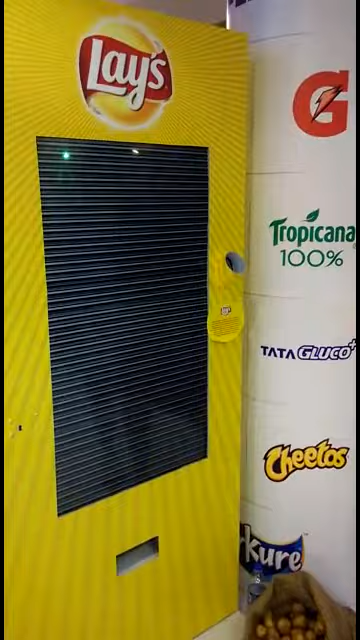 Lay's
G
Tropicana
100%
TATA GLUCO+
Cheetos
kure